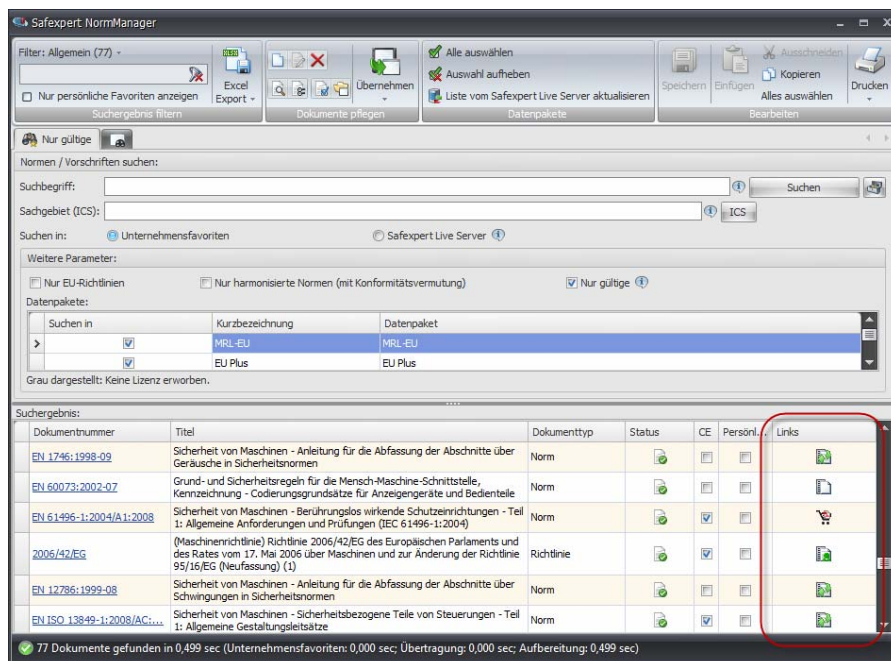 Safexpert NormManager
Filter: Allgemein (77)
Nur persönliche Favoriten anzeigen
Excel
Export
Suchergebnis filtern
Übernehmen
Dokumente pflegen
Alle auswählen
Auswahl aufheben
Liste vom Safexpert Live Server aktualisieren
Datenpakete
Speichern
Einfügen
Ausschneiden
Kopieren
Alles auswählen
Drucken
Bearbeiten
Nur gültige
Normen / Vorschriften suchen:
Suchbegriff:
Suchen
Sachgebiet (ICS):
ICS
Suchen in:
Unternehmensfavoriten
Safexpert Live Server
Weitere Parameter:
Nur EU-Richtlinien
Nur harmonisierte Normen (mit Konformitätsvermutung)
Nur gültige
Datenpakete:
Suchen in Kurzbezeichnung Datenpaket
MRL-EU MRL-EU
EU Plus EU Plus
Grau dargestellt: Keine Lizenz erworben.
Suchergebnis:
Dokumentnummer Titel Dokumenttyp Status CE Persönl... Links
EN 1746:1998-09 Sicherheit von Maschinen - Anleitung für die Abfassung der Abschnitte über Norm
Geräusche in Sicherheitsnormen
EN 60073:2002-07 Grund- und Sicherheitsregeln für die Mensch-Maschine-Schnittstelle, Norm
Kennzeichnung - Codierungsgrundsätze für Anzeigengeräte und Bedienteile
EN 61496-1:2004/A1:2008 Sicherheit von Maschinen - Berührungslos wirkende Schutzeinrichtungen - Teil Norm
1: Allgemeine Anforderungen und Prüfungen (IEC 61496-1:2004)
2006/42/EG (Maschinenrichtlinie) Richtlinie 2006/42/EG des Europäischen Parlaments und Richtlinie
des Rates vom 17. Mai 2006 über Maschinen und zur Änderung der Richtlinie
95/16/EG (Neufassung) (1)
EN 12786:1999-08 Sicherheit von Maschinen - Anleitung für die Abfassung der Abschnitte über Norm
Schwingungen in Sicherheitsnormen
EN ISO 13849-1:2008/AC:... Sicherheit von Maschinen - Sicherheitsbezogene Teile von Steuerungen - Teil Norm
1: Allgemeine Gestaltungsleitsätze
77 Dokumente gefunden in 0,499 sec (Unternehmensfavoriten: 0,000 sec; Übertragung: 0,000 sec; Aufbereitung: 0,499 sec)